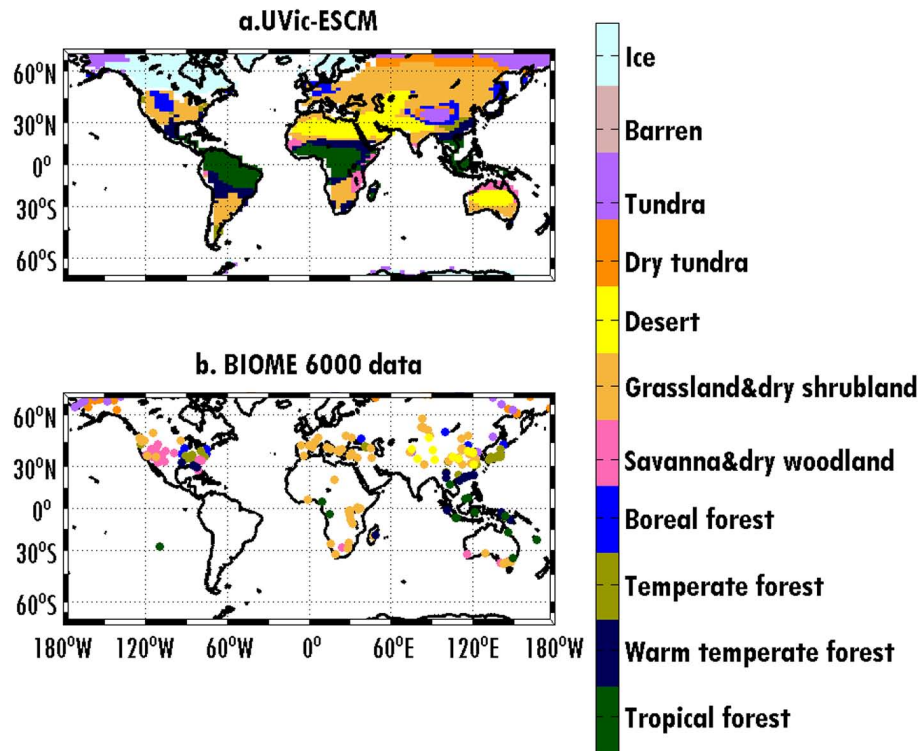 a.UVic-ESCM
60°N
30°N
0°
30°S
60°S
b. BIOME 6000 data
60°N
30°N
0°
30°S
60°S
180°W 120°W 60°W 0° 60°E 120°E 180°W
Ice
Barren
Tundra
Dry tundra
Desert
Grassland&dry shrubland
Savanna&dry woodland
Boreal forest
Temperate forest
Warm temperate forest
Tropical forest